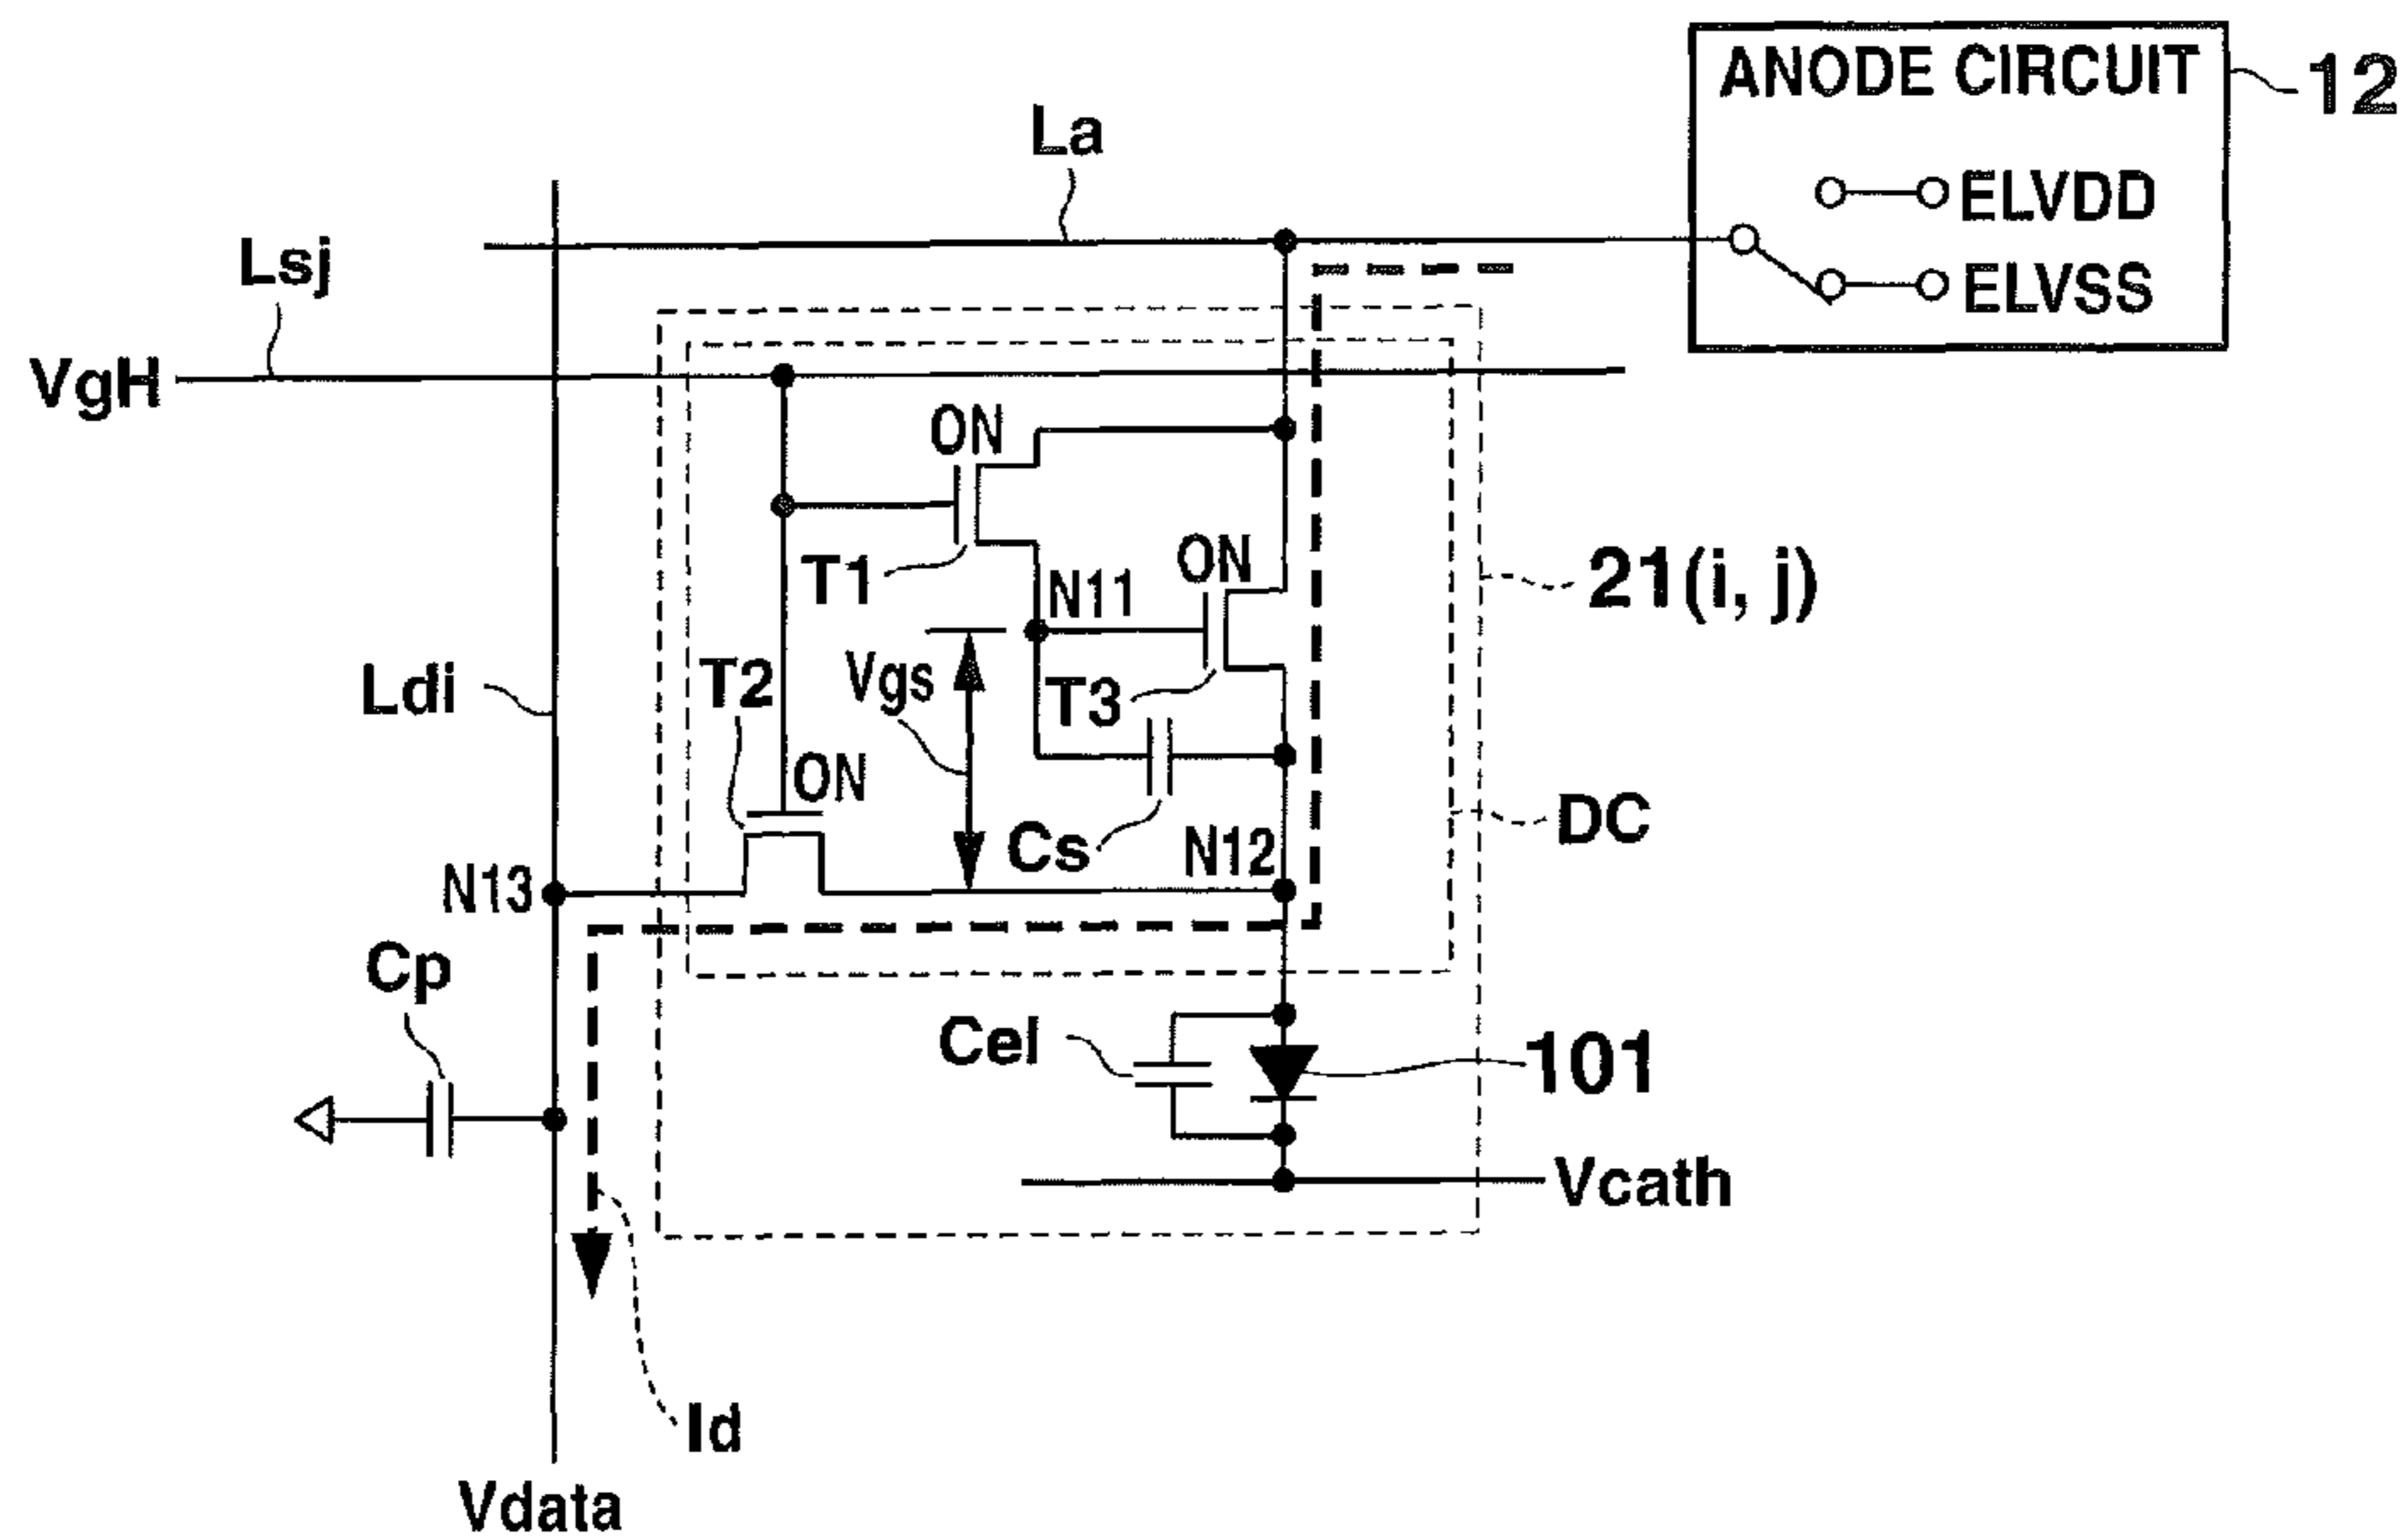 ANODE CIRCUIT
12
La
ELVDD
Lsj
ELVSS
VgH
ON
ON
T1
N11
21(i, j)
Ldi
T2
Vgs
T3
ON
DC
Cs
N12
N13
Cp
Cel
101
Vcath
Id
Vdata